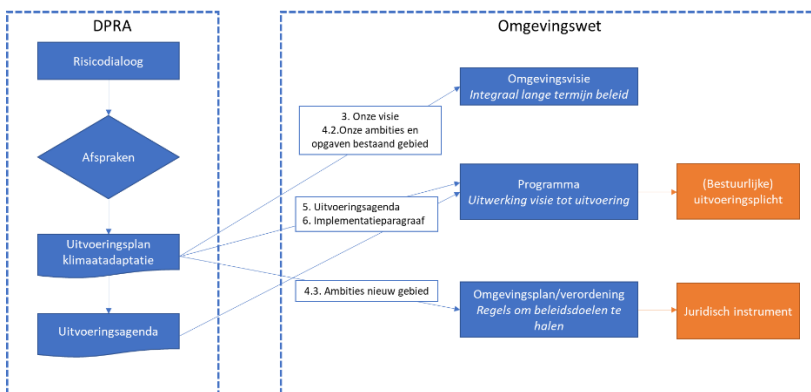 DPRA
Risicodialoog
Afspraken
Uitvoeringsplan
klimaatadaptatie
Uitvoeringsagenda
3. Onze visie
4.2.Onze ambities en
opgaven bestaand gebied
5. Uitvoeringsagenda
6. Implementatieparagraaf
4.3. Ambities nieuw gebied
Omgevingswet
Omgevingsvisie
Integraal lange termijn beleid
Programma
Uitwerking visie tot uitvoering
(Bestuurlijke)
uitvoeringsplicht
Omgevingsplan/verordening
Regels om beleidsdoelen te
halen
Juridisch instrument